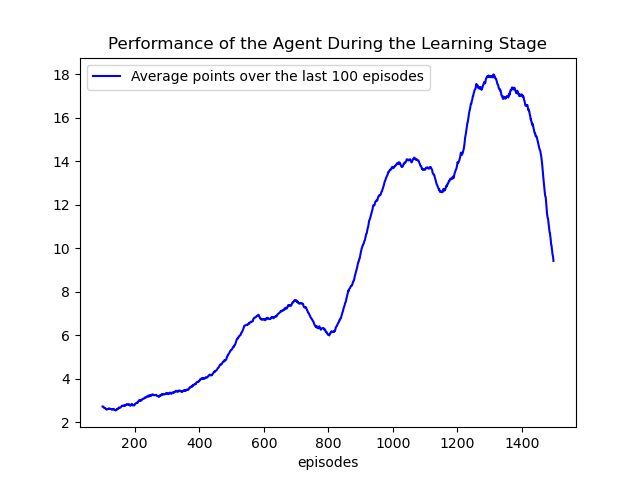 Performance of the Agent During the Learning Stage
Average points over the last 100 episodes
18
16
14
12
10
8
6
4
2
200 400 600 800 1000 1200 1400
episodes